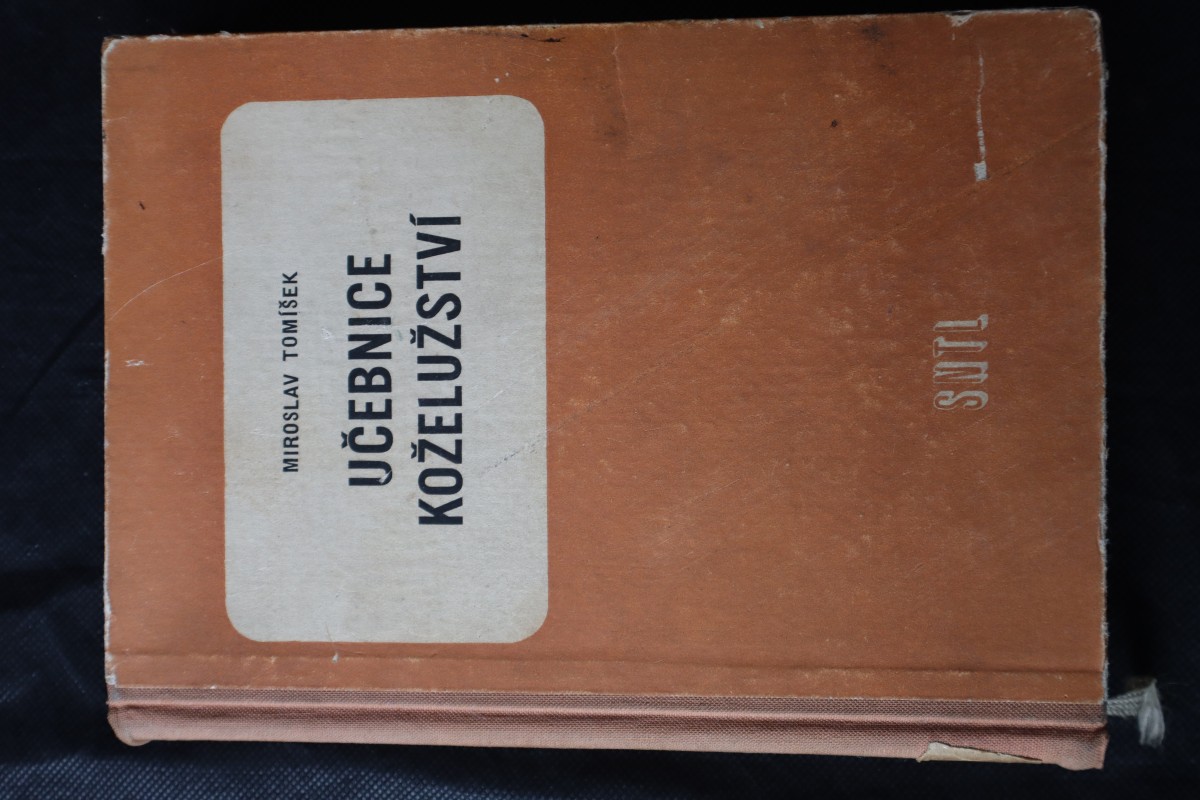 MIROSLAV TOMÍŠEK
UČEBNICE
KOŽELUŽSTVÍ
SNTL